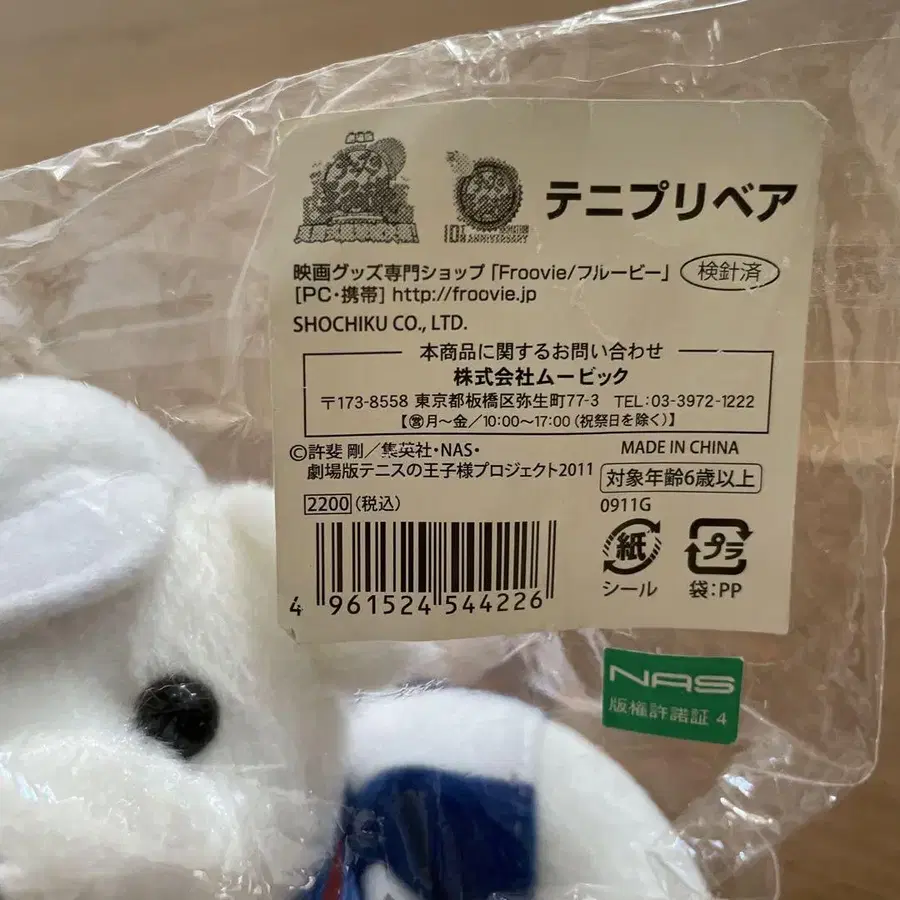 劇場版
10TH ANNIVERSARY
テニプリベア
映画グッズ専門ショップ「Froovie/フルービー」
検針済
[PC・携帯] http://froovie.jp
SHOCHIKU CO., LTD.
本商品に関するお問い合わせ
株式会社ムービック
〒173-8558 東京都板橋区弥生町77-3 TEL:03-3972-1222
【営月〜金／10:00〜17:00（祝祭日を除く）】
©許斐 剛／集英社・NAS・
劇場版テニスの王子様プロジェクト2011
MADE IN CHINA
対象年齢6歳以上
2200(税込)
0911G
4 961524 544226
紙
シール
プラ
袋:PP
NAS
版権許諾証 4